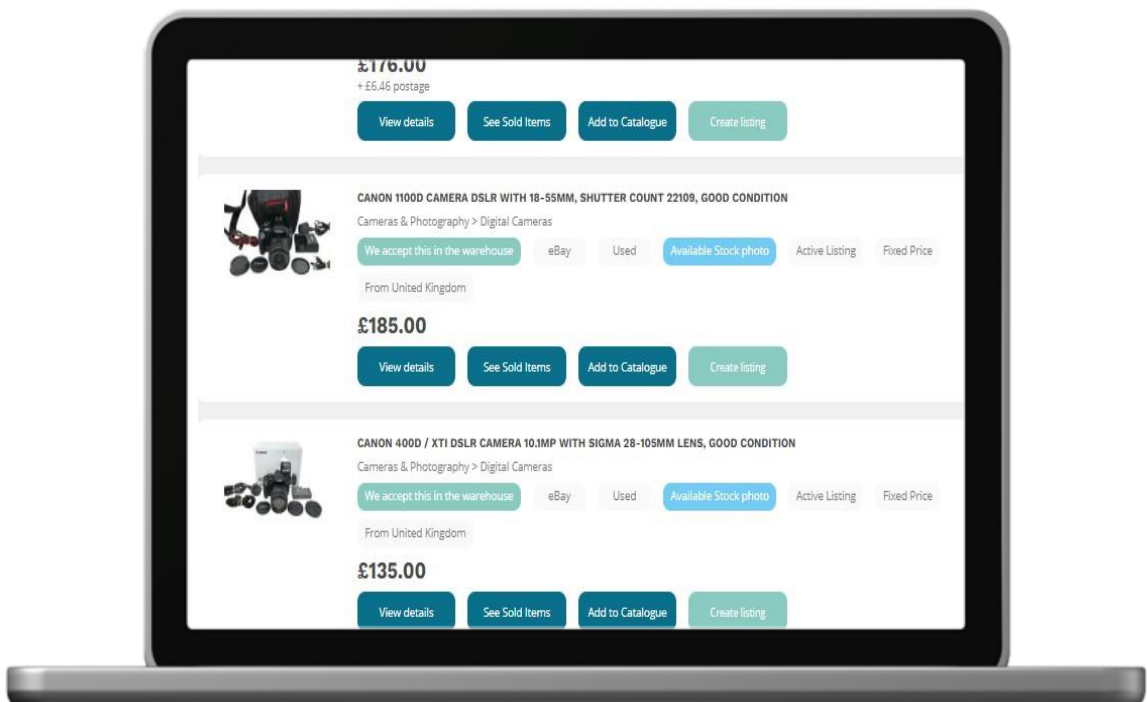 £176.00
+ £6.46 postage
View details See Sold Items Add to Catalogue Create listing
CANON 1100D CAMERA DSLR WITH 18-55MM, SHUTTER COUNT 22109, GOOD CONDITION
Cameras & Photography > Digital Cameras
We accept this in the warehouse eBay Used Available Stock photo Active Listing Fixed Price
From United Kingdom
£185.00
View details See Sold Items Add to Catalogue Create listing
CANON 400D / XTI DSLR CAMERA 10.1MP WITH SIGMA 28-105MM LENS, GOOD CONDITION
Cameras & Photography > Digital Cameras
We accept this in the warehouse eBay Used Available Stock photo Active Listing Fixed Price
From United Kingdom
£135.00
View details See Sold Items Add to Catalogue Create listing